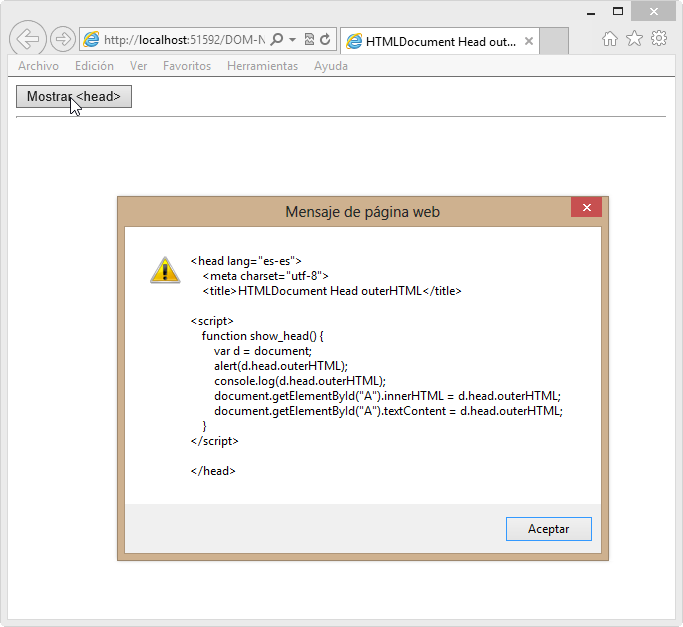 http://localhost:51592/DOM-N
HTMLDocument Head out...
Archivo Edición Ver Favoritos Herramientas Ayuda
Mostrar <head>
Mensaje de página web
<head lang="es-es">
<meta charset="utf-8">
<title>HTMLDocument Head outerHTML</title>
<script>
function show_head() {
var d = document;
alert(d.head.outerHTML);
console.log(d.head.outerHTML);
document.getElementById("A").innerHTML = d.head.outerHTML;
document.getElementById("A").textContent = d.head.outerHTML;
}
</script>
</head>
Aceptar